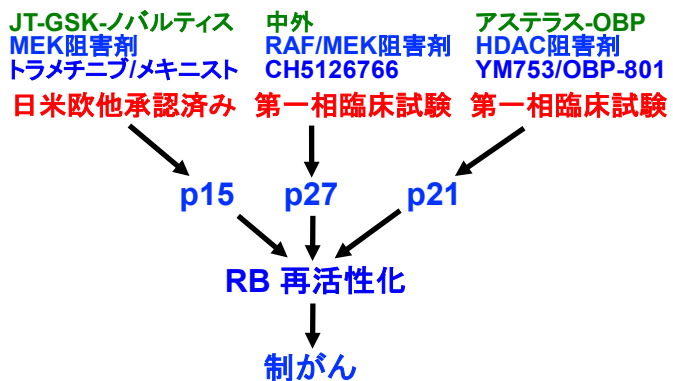 JT-GSK-ノバルティス
MEK阻害剤
トラメチニブ/メキニスト
日米欧他承認済み
中外
RAF/MEK阻害剤
CH5126766
第一相臨床試験
アステラス-OBP
HDAC阻害剤
YM753/OBP-801
第一相臨床試験
p15
p27
p21
RB 再活性化
制がん